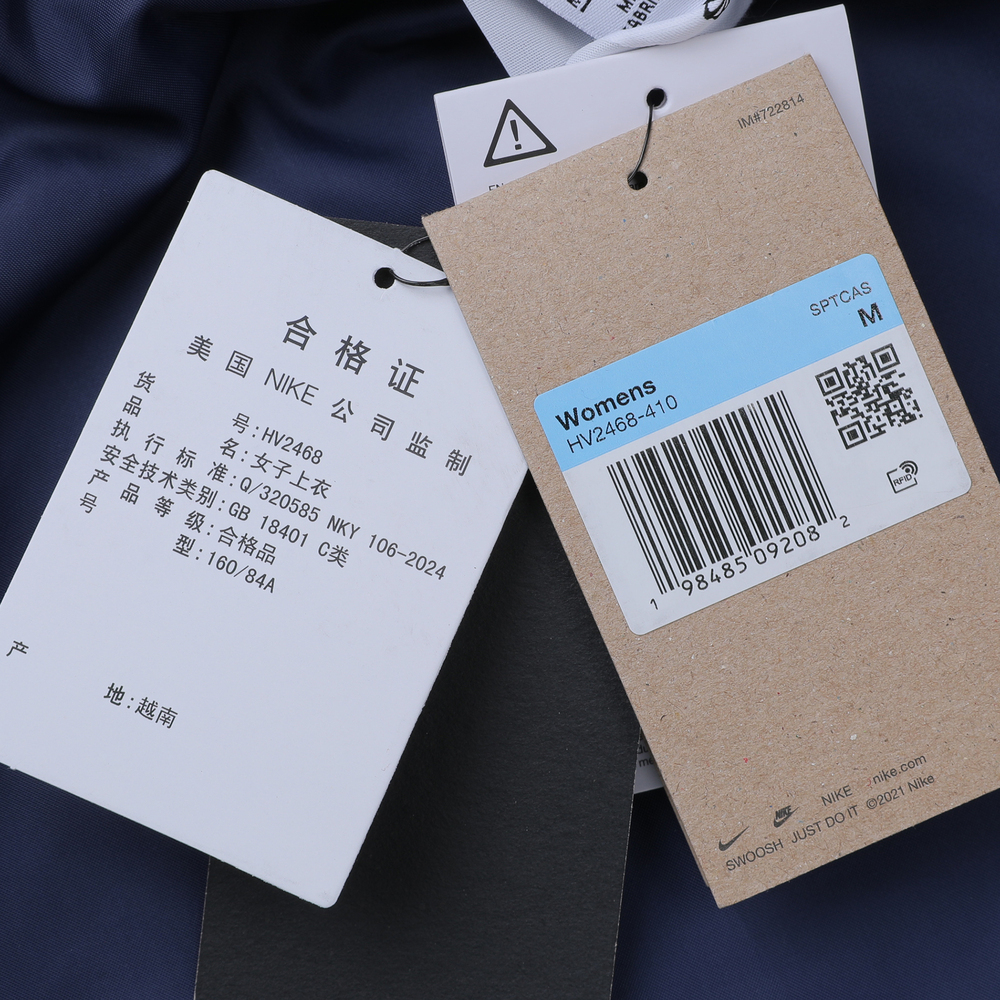 合格证
美国 NIKE 公司监制
货 号:HV2468
品 名:女子上衣
执行标准:Q/320585 NKY 106-2024
安全技术类别:GB 18401 C类
产品等级:合格品
号 型:160/84A
产 地:越南
IM#722814
SPTCAS
M
Womens
HV2468-410
1 98485 09208 2
RFID
NIKE nike.com
SWOOSH JUST DO IT ©2021 Nike